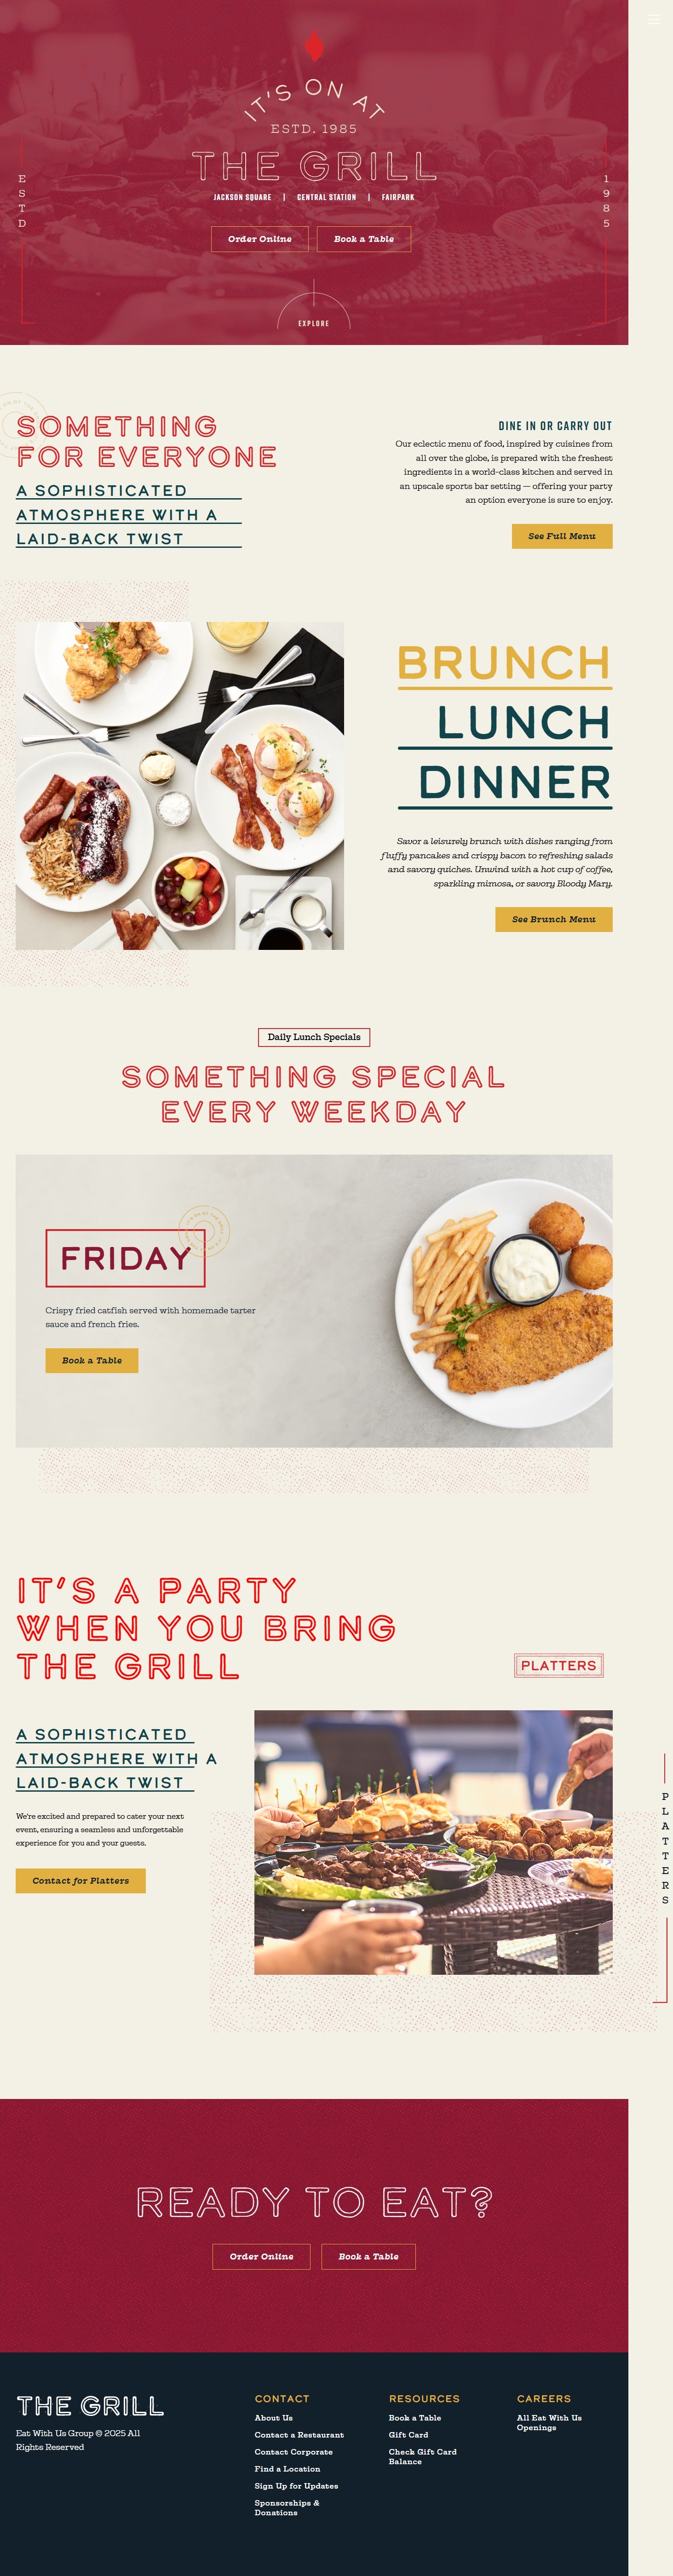 IT'S ON AT
ESTD. 1985
THE GRILL
JACKSON SQUARE | CENTRAL STATION | FAIRPARK
ESTD
1985
Order Online
Book a Table
EXPLORE
SOMETHING
FOR EVERYONE
A SOPHISTICATED
ATMOSPHERE WITH A
LAID-BACK TWIST
DINE IN OR CARRY OUT
Our eclectic menu of food, inspired by cuisines from
all over the globe, is prepared with the freshest
ingredients in a world-class kitchen and served in
an upscale sports bar setting — offering your party
an option everyone is sure to enjoy.
See Full Menu
BRUNCH
LUNCH
DINNER
Savor a leisurely brunch with dishes ranging from
fluffy pancakes and crispy bacon to refreshing salads
and savory quiches. Unwind with a hot cup of coffee,
sparkling mimosa, or savory Bloody Mary.
See Brunch Menu
Daily Lunch Specials
SOMETHING SPECIAL
EVERY WEEKDAY
FRIDAY
Crispy fried catfish served with homemade tarter
sauce and french fries.
Book a Table
IT'S A PARTY
WHEN YOU BRING
THE GRILL
PLATTERS
A SOPHISTICATED
ATMOSPHERE WITH A
LAID-BACK TWIST
We're excited and prepared to cater your next
event, ensuring a seamless and unforgettable
experience for you and your guests.
Contact for Platters
PLATTERS
READY TO EAT?
Order Online
Book a Table
THE GRILL
Eat With Us Group © 2025 All
Rights Reserved
CONTACT
About Us
Contact a Restaurant
Contact Corporate
Find a Location
Sign Up for Updates
Sponsorships &
Donations
RESOURCES
Book a Table
Gift Card
Check Gift Card
Balance
CAREERS
All Eat With Us
Openings